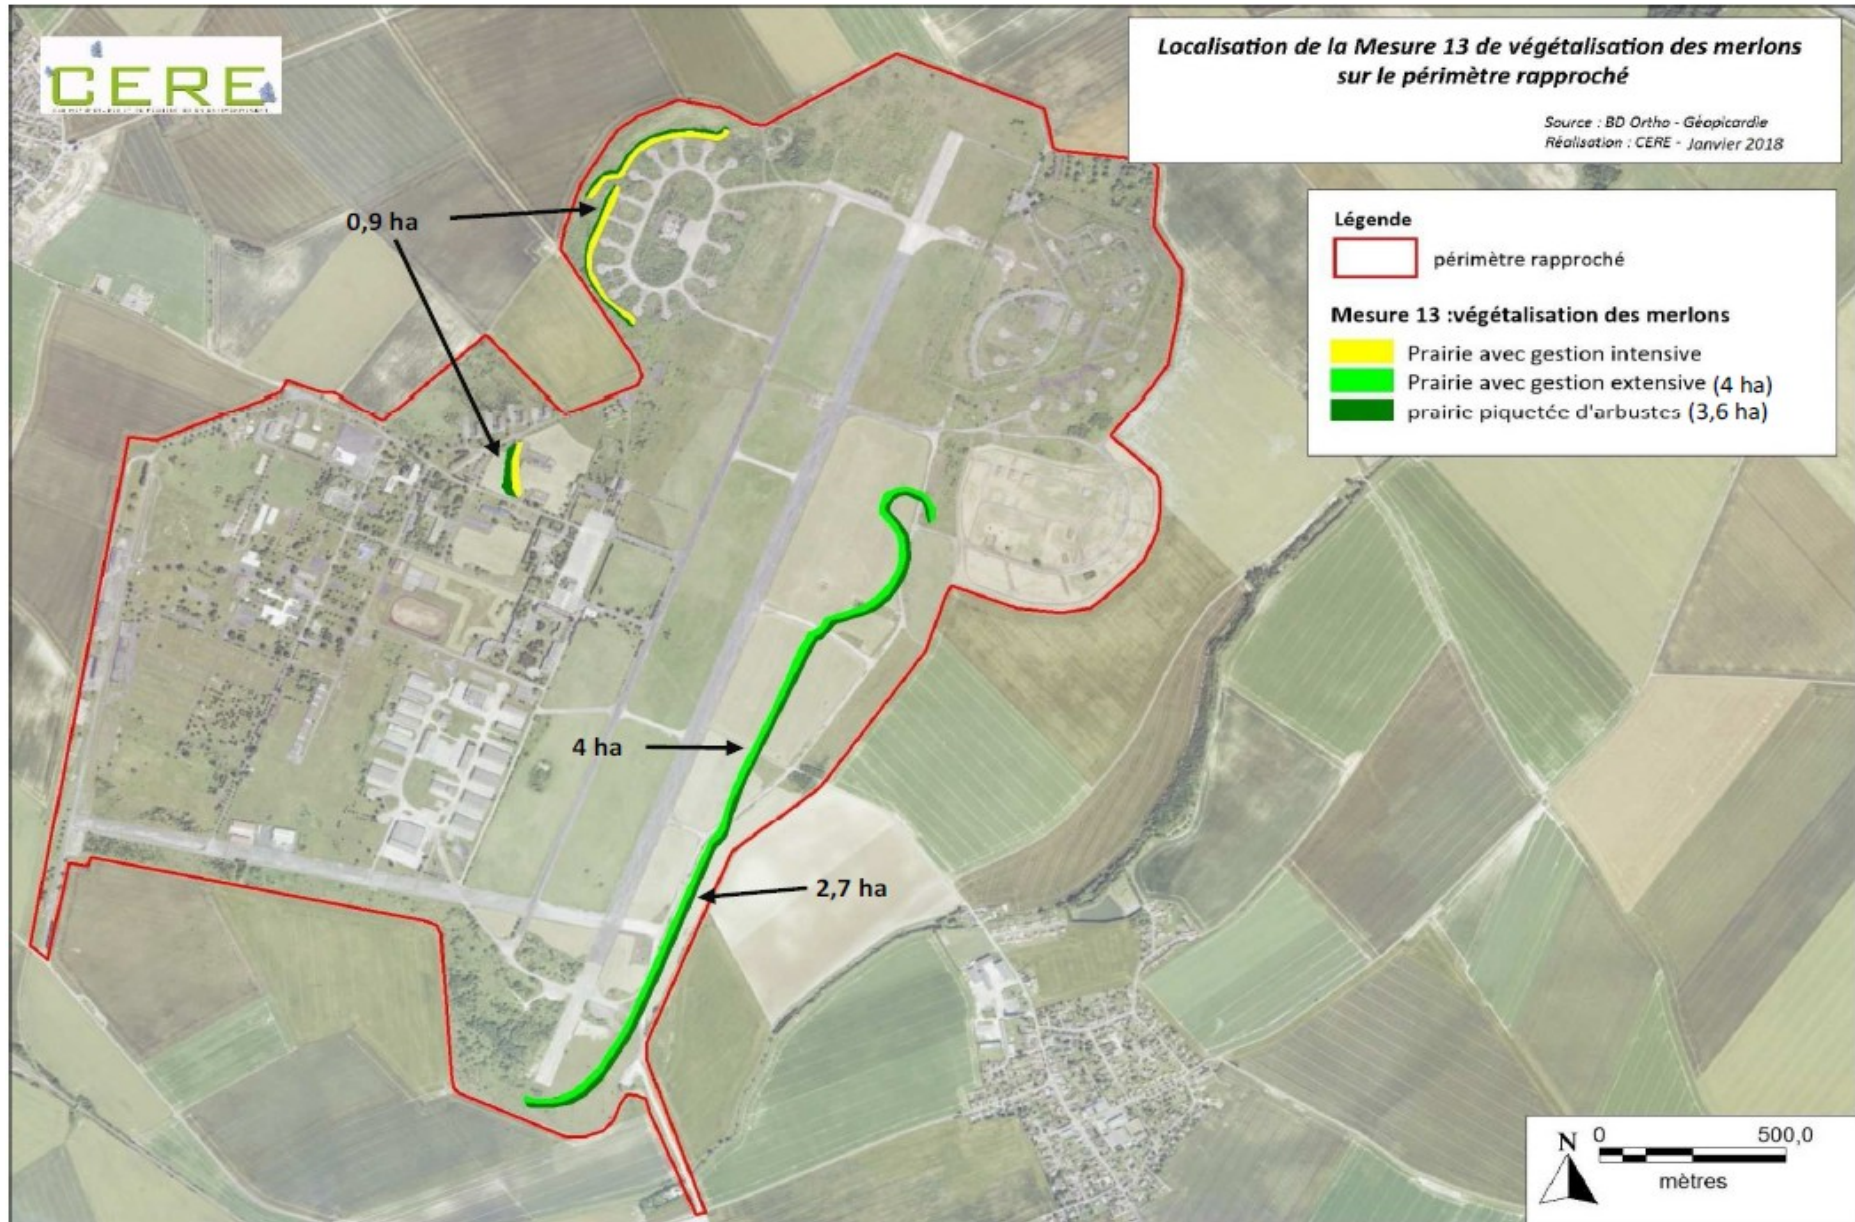 CERE
Localisation de la Mesure 13 de végétalisation des merlons
sur le périmètre rapproché
Source : BD Ortho - Géopicardie
Réalisation : CERE - Janvier 2018
Légende
périmètre rapproché
Mesure 13 :végétalisation des merlons
Prairie avec gestion intensive
Prairie avec gestion extensive (4 ha)
prairie piquetée d'arbustes (3,6 ha)
0,9 ha
4 ha
2,7 ha
N
0 500,0
mètres